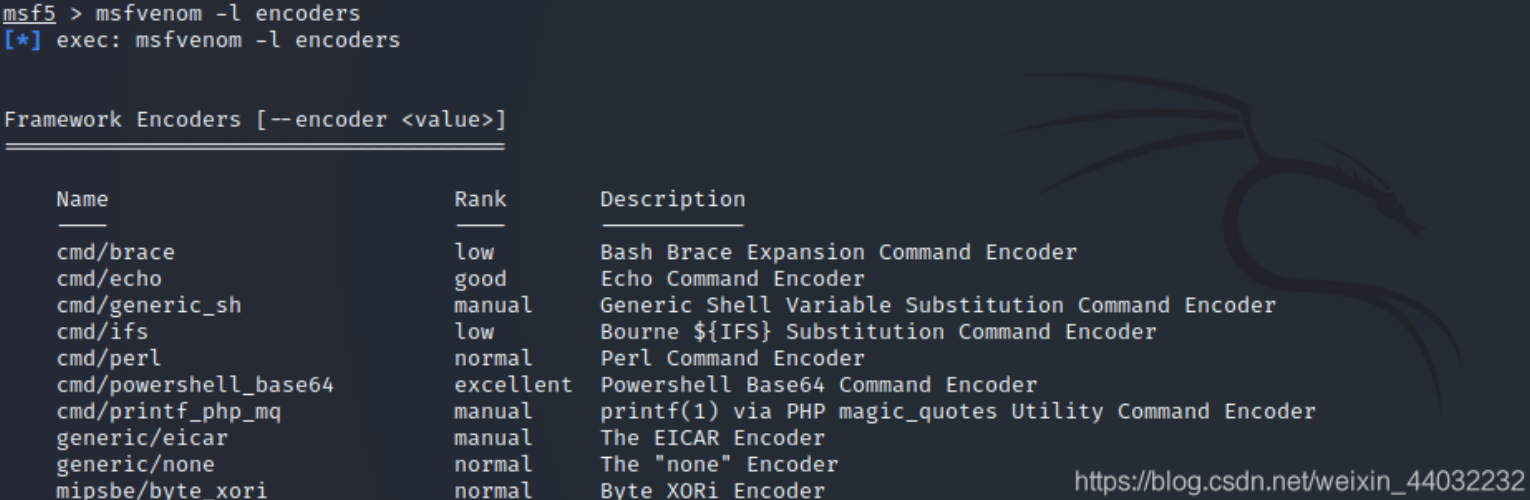 msf5 > msfvenom -l encoders
[*] exec: msfvenom -l encoders
Framework Encoders [--encoder <value>]
Name Rank Description
cmd/brace low Bash Brace Expansion Command Encoder
cmd/echo good Echo Command Encoder
cmd/generic_sh manual Generic Shell Variable Substitution Command Encoder
cmd/ifs low Bourne ${IFS} Substitution Command Encoder
cmd/perl normal Perl Command Encoder
cmd/powershell_base64 excellent Powershell Base64 Command Encoder
cmd/printf_php_mq manual printf(1) via PHP magic_quotes Utility Command Encoder
generic/eicar manual The EICAR Encoder
generic/none normal The "none" Encoder
mipsbe/byte_xori normal Byte XORi Encoder
https://blog.csdn.net/weixin_44032232